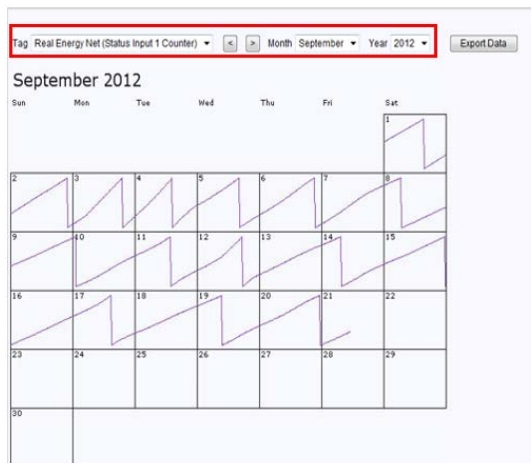 Tag Real Energy Net (Status Input 1 Counter) < > Month September Year 2012 Export Data
September 2012
Sun Mon Tue Wed Thu Fri Sat
1
2 3 4 5 6 7 8
9 10 11 12 13 14 15
16 17 18 19 20 21 22
23 24 25 26 27 28 29
30